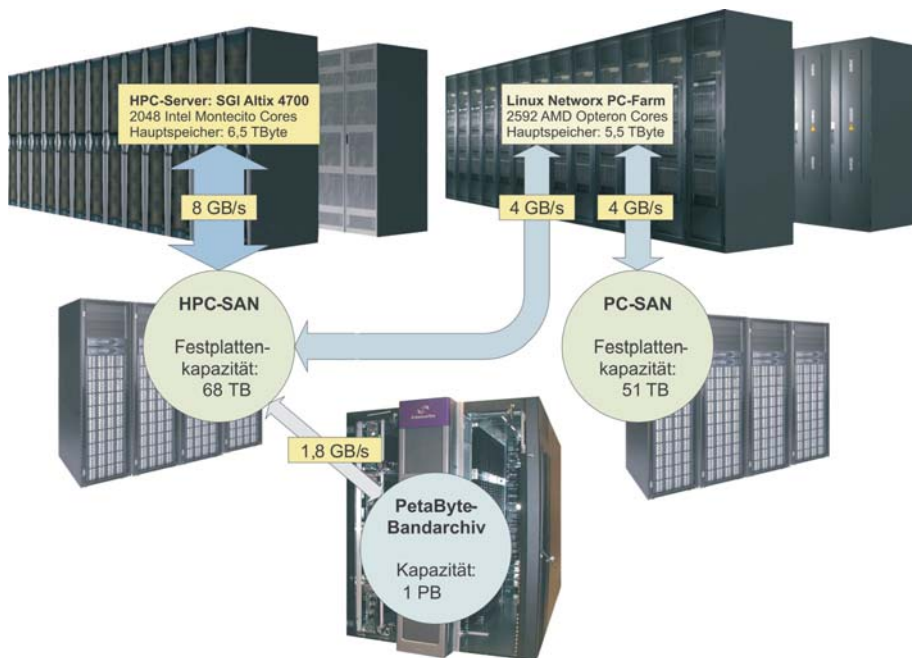 HPC-Server: SGI Altix 4700
2048 Intel Montecito Cores
Hauptspeicher: 6,5 TByte
Linux Networx PC-Farm
2592 AMD Opteron Cores
Hauptspeicher: 5,5 TByte
8 GB/s
4 GB/s
4 GB/s
HPC-SAN
Festplatten-
kapazität:
68 TB
PC-SAN
Festplatten-
kapazität:
51 TB
1,8 GB/s
PetaByte-
Bandarchiv
Kapazität:
1 PB